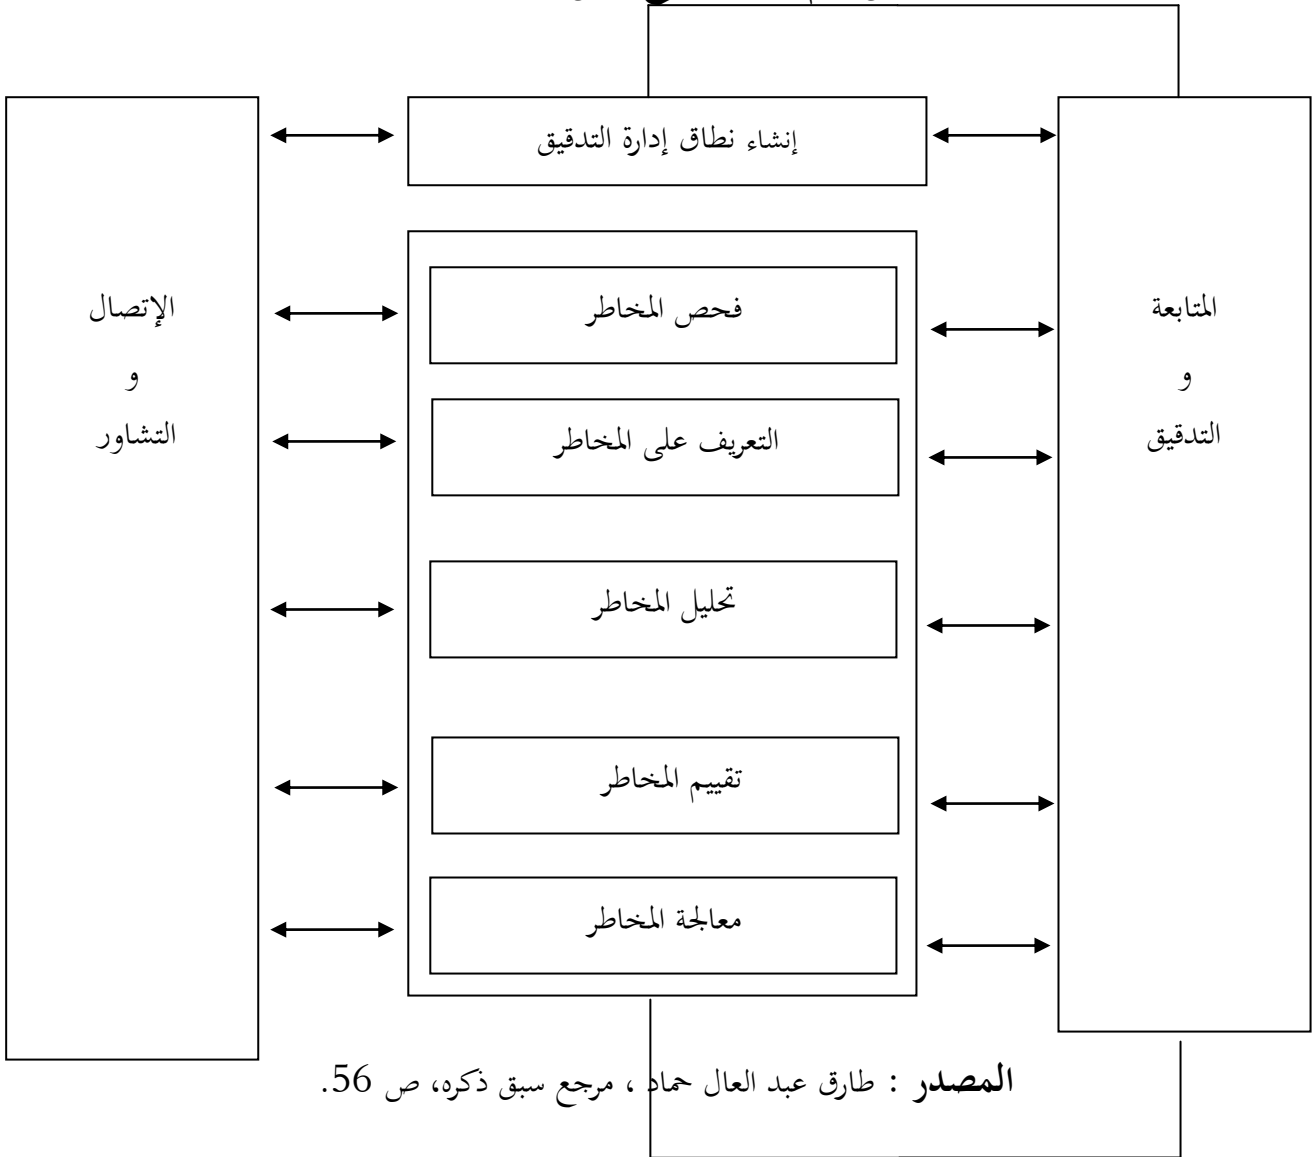 إنشاء نطاق إدارة التدقيق
المتابعة
و
التدقيق
فحص المخاطر
التعريف على المخاطر
تحليل المخاطر
تقييم المخاطر
معالجة المخاطر
الإتصال
و
التشاور
المصدر : طارق عبد العال حماد ، مرجع سبق ذكره، ص 56.